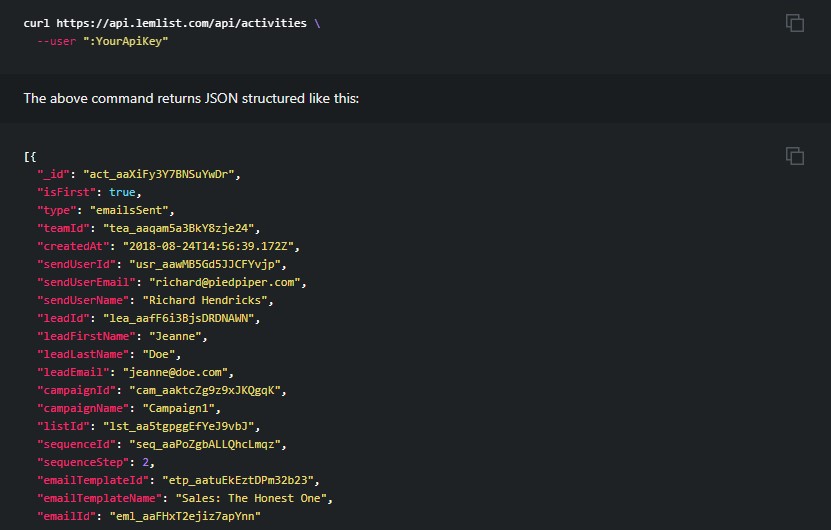 curl https://api.lemlist.com/api/activities \
--user ":YourApiKey"
The above command returns JSON structured like this:
[{
"_id": "act_aaXiFy3Y7BNSuYwDr",
"isFirst": true,
"type": "emailsSent",
"teamId": "tea_aaqam5a3BkY8zje24",
"createdAt": "2018-08-24T14:56:39.172Z",
"sendUserId": "usr_aawMB5Gd5JJCFYvjp",
"sendUserEmail": "richard@piedpiper.com",
"sendUserName": "Richard Hendricks",
"leadId": "lea_aafF6i3BjsDRDNAWN",
"leadFirstName": "Jeanne",
"leadLastName": "Doe",
"leadEmail": "jeanne@doe.com",
"campaignId": "cam_aaktcZg9z9xJKQgqK",
"campaignName": "Campaign1",
"listId": "lst_aa5tgpggEfYeJ9vbJ",
"sequenceId": "seq_aaPoZgbALLQhcLmqz",
"sequenceStep": 2,
"emailTemplateId": "etp_aatuEkEztDPm32b23",
"emailTemplateName": "Sales: The Honest One",
"emailId": "eml_aaFHxT2ejiz7apYnn"